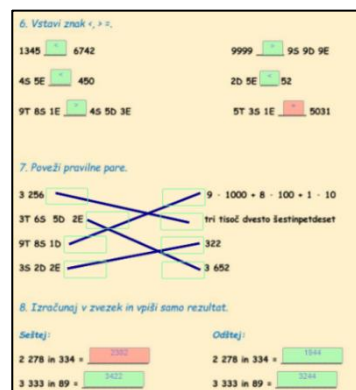 6. Vstavi znak <, > =.
1345 < 6742
9999 9S 9D 9E
4S 5E 450
2D 5E < 52
9T 8S 1E 4S 5D 3E
5T 3S 1E 5031
7. Poveži pravilne pare.
3 256
9 · 1000 + 8 · 100 + 1 · 10
3T 6S 5D 2E
tri tisoč dvesto šestinpetdeset
9T 8S 1D
322
3S 2D 2E
3 652
8. Izračunaj v zvezek in vpiši samo rezultat.
Seštej:
Odštej:
2 278 in 334 =
2 278 in 334 = 1944
3 333 in 89 = 3422
3 333 in 89 = 3244